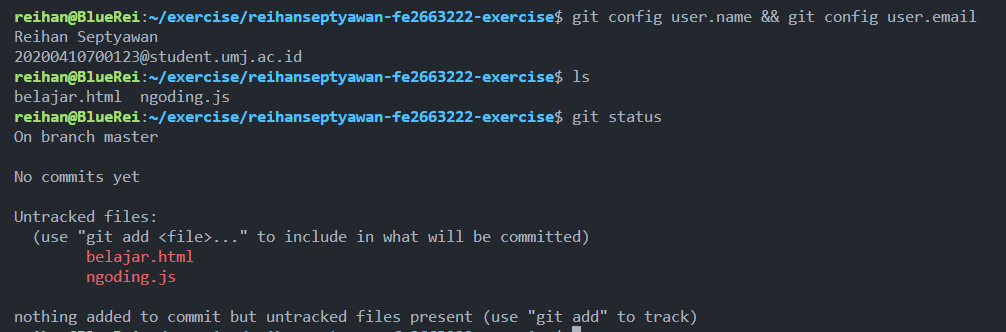 reihan@BlueRei:~/exercise/reihanseptyawan-fe2663222-exercise$ git config user.name && git config user.email
Reihan Septyawan
20200410700123@student.umj.ac.id
reihan@BlueRei:~/exercise/reihanseptyawan-fe2663222-exercise$ ls
belajar.html  ngoding.js
reihan@BlueRei:~/exercise/reihanseptyawan-fe2663222-exercise$ git status
On branch master
No commits yet
Untracked files:
  (use "git add <file>..." to include in what will be committed)
        belajar.html
        ngoding.js
nothing added to commit but untracked files present (use "git add" to track)